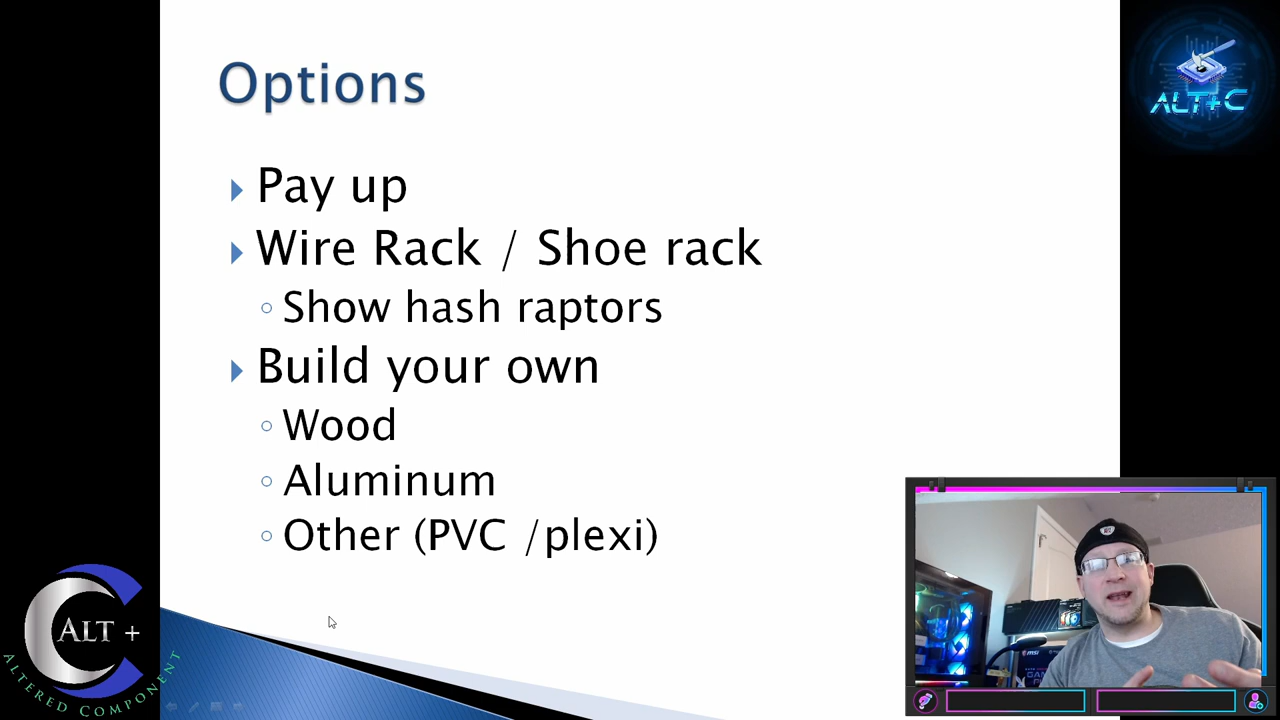 Options
Pay up
Wire Rack / Shoe rack
Show hash raptors
Build your own
Wood
Aluminum
Other (PVC /plexi)
ALT+C
ALT +
ALTERED COMPONENT
msi